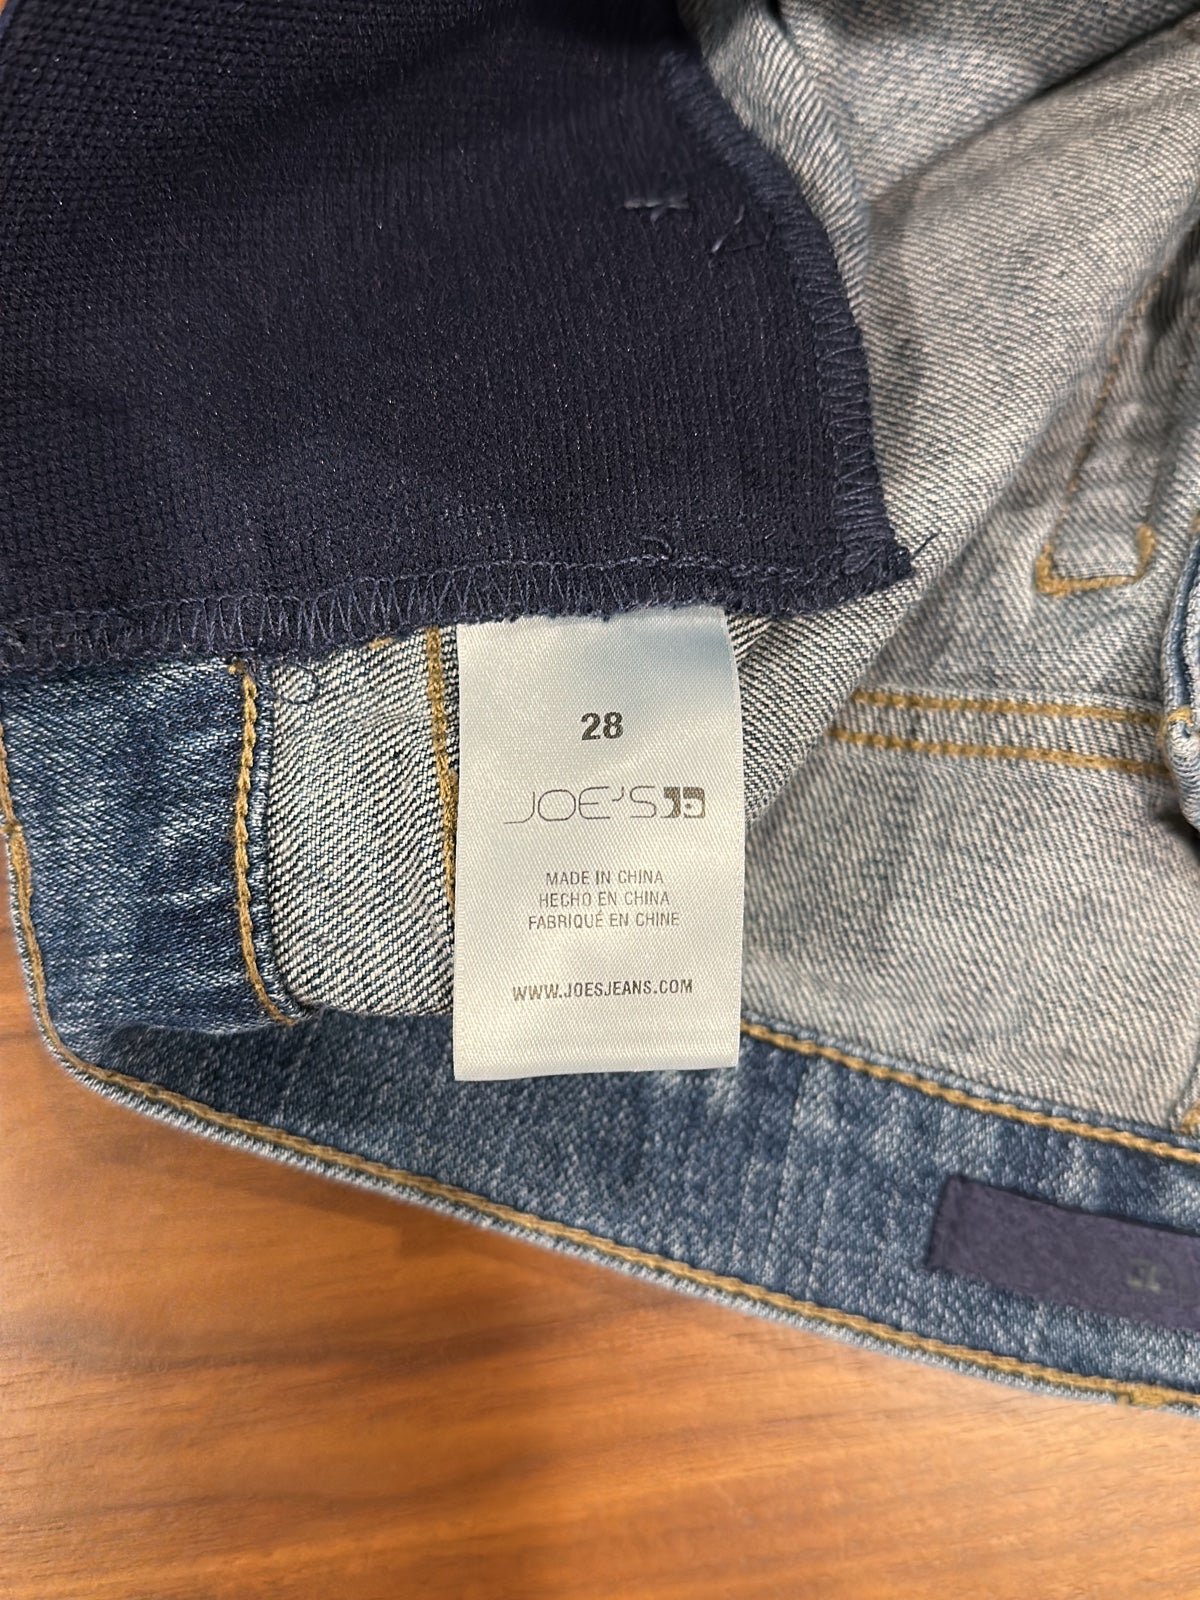 28
JOE'S
MADE IN CHINA
HECHO EN CHINA
FABRIQUÉ EN CHINE
WWW.JOESJEANS.COM